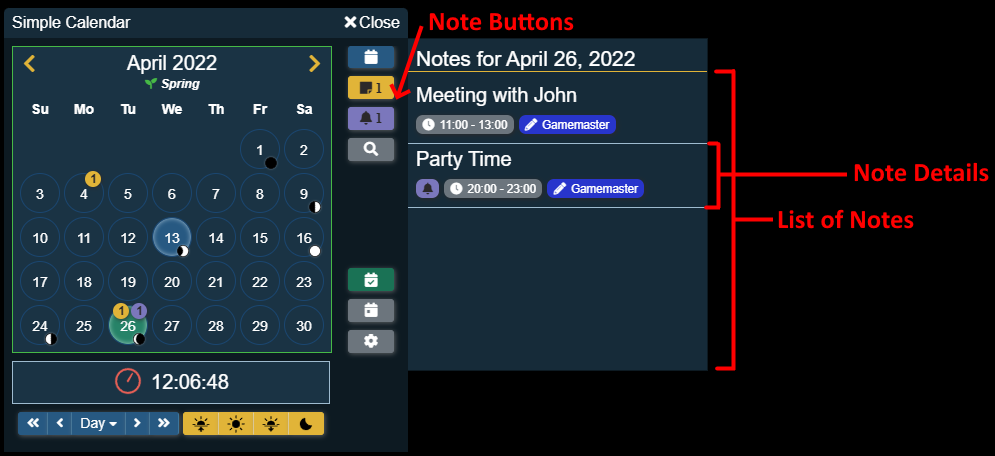 Simple Calendar
Close
Note Buttons
April 2022
Spring
Su Mo Tu We Th Fr Sa
1 2
1
3 4 5 6 7 8 9
10 11 12 13 14 15 16
17 18 19 20 21 22 23
1 1
24 25 26 27 28 29 30
12:06:48
Day
1
1
Notes for April 26, 2022
Meeting with John
11:00 - 13:00 Gamemaster
Party Time
20:00 - 23:00 Gamemaster
Note Details
List of Notes